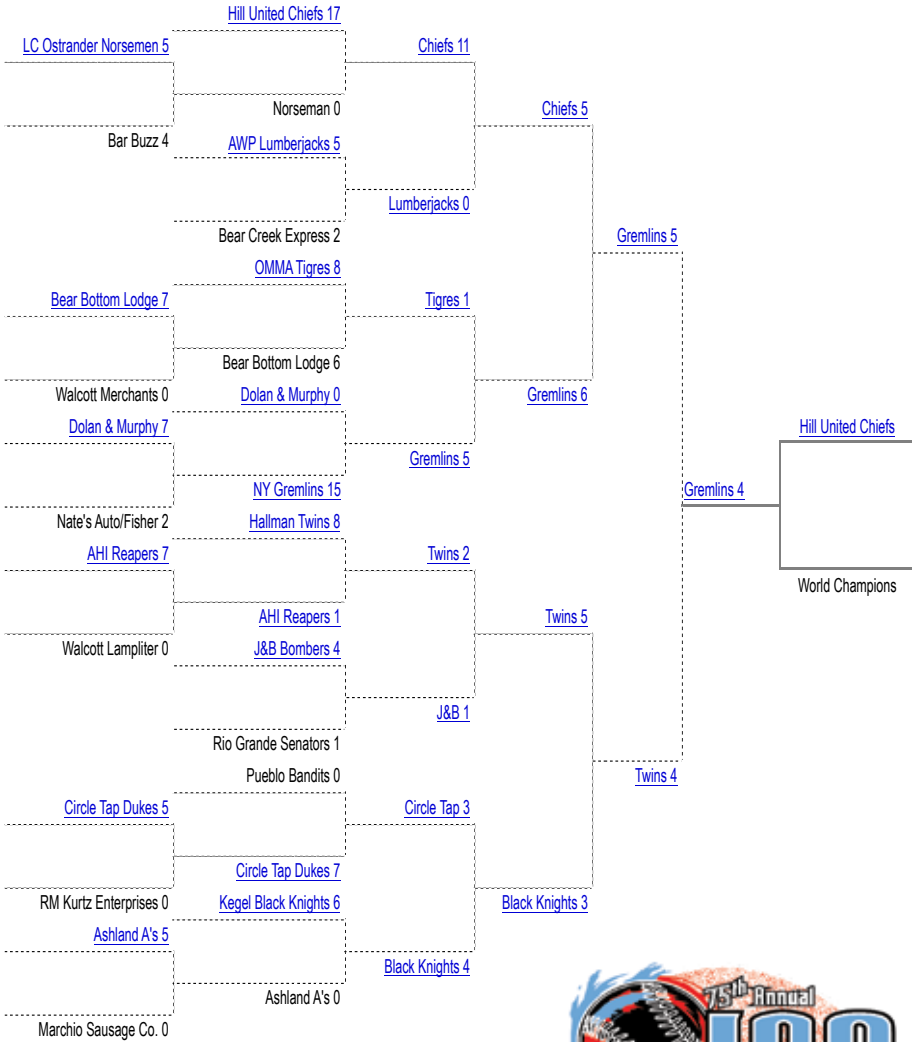 Hill United Chiefs 17
LC Ostrander Norsemen 5
Chiefs 11
Norseman 0
Chiefs 5
Bar Buzz 4
AWP Lumberjacks 5
Lumberjacks 0
Bear Creek Express 2
Gremlins 5
OMMA Tigres 8
Bear Bottom Lodge 7
Tigres 1
Bear Bottom Lodge 6
Walcott Merchants 0
Dolan & Murphy 0
Gremlins 6
Dolan & Murphy 7
Hill United Chiefs
Gremlins 5
NY Gremlins 15
Gremlins 4
Nate's Auto/Fisher 2
Hallman Twins 8
AHI Reapers 7
Twins 2
World Champions
AHI Reapers 1
Twins 5
Walcott Lampliter 0
J&B Bombers 4
J&B 1
Rio Grande Senators 1
Pueblo Bandits 0
Twins 4
Circle Tap Dukes 5
Circle Tap 3
Circle Tap Dukes 7
RM Kurtz Enterprises 0
Kegel Black Knights 6
Black Knights 3
Ashland A's 5
Black Knights 4
Ashland A's 0
75th Annual
Marchio Sausage Co. 0